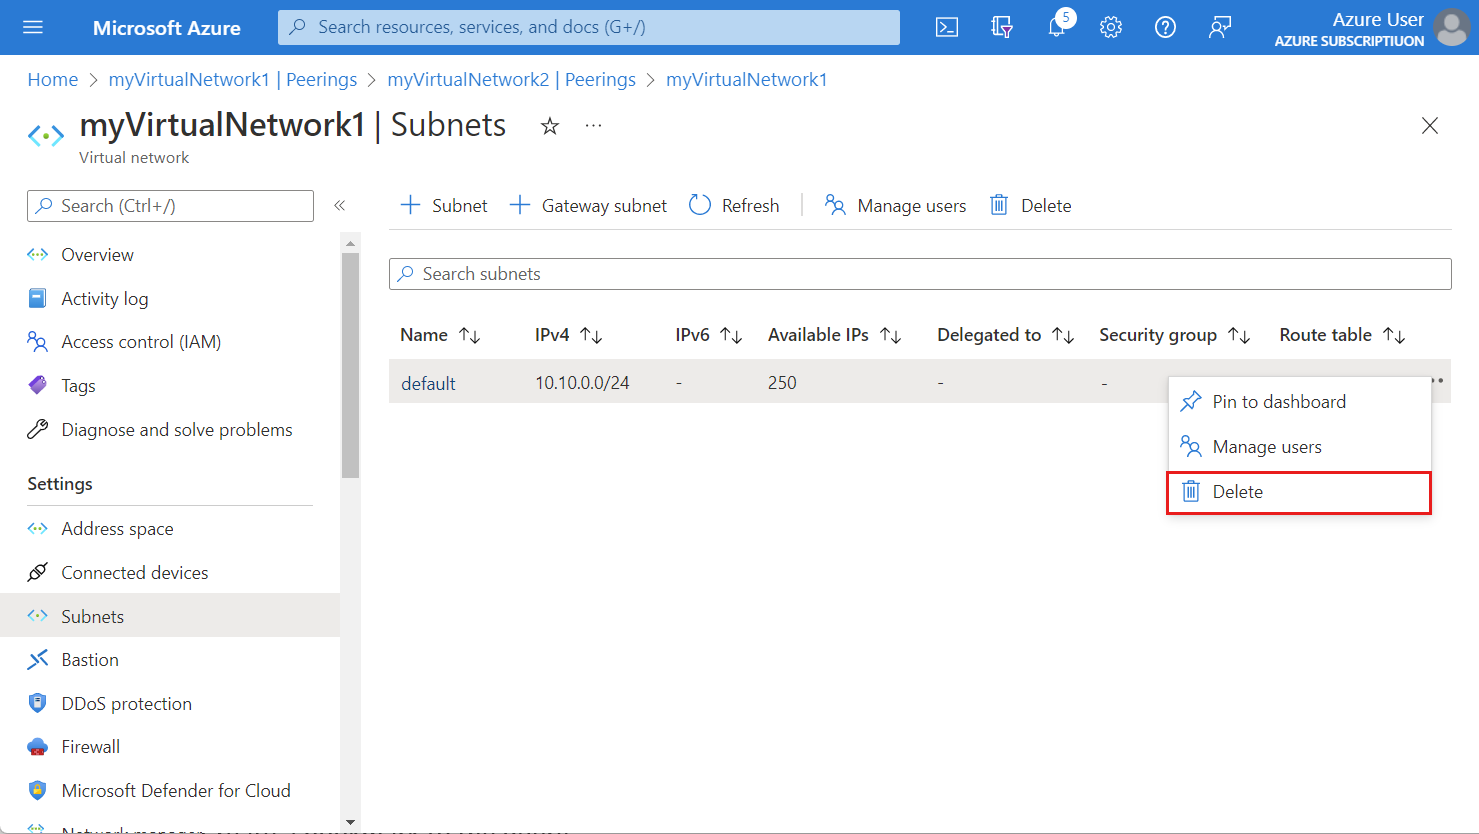 Microsoft Azure
Search resources, services, and docs (G+/)
5
Azure User
AZURE SUBSCRIPTIUON
Home > myVirtualNetwork1 | Peerings > myVirtualNetwork2 | Peerings > myVirtualNetwork1
myVirtualNetwork1 | Subnets
Virtual network
Search (Ctrl+/)
Overview
Activity log
Access control (IAM)
Tags
Diagnose and solve problems
Settings
Address space
Connected devices
Subnets
Bastion
DDoS protection
Firewall
Microsoft Defender for Cloud
Subnet Gateway subnet Refresh Manage users Delete
Search subnets
Name IPv4 IPv6 Available IPs Delegated to Security group Route table
default 10.10.0.0/24 - 250 - -
Pin to dashboard
Manage users
Delete